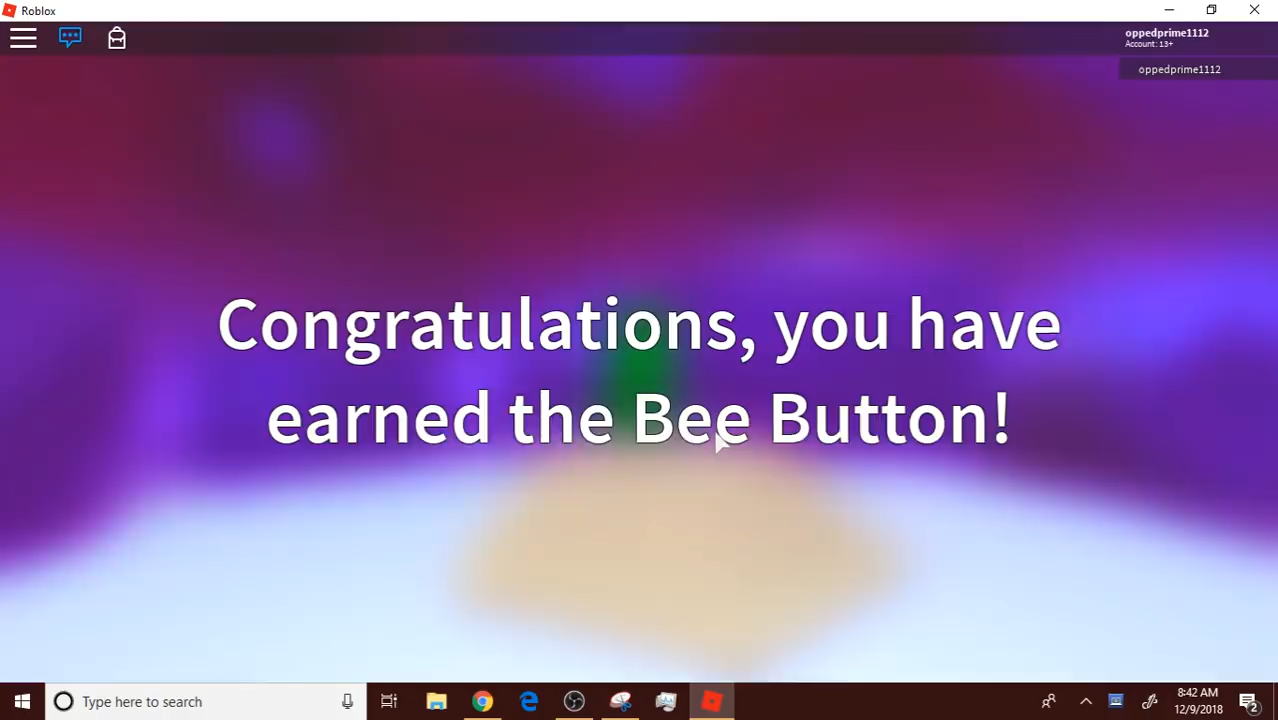 Roblox
oppedprime1112
Account: 13+
oppedprime1112
Congratulations, you have
earned the Bee Button!
Type here to search
8:42 AM
12/9/2018
2